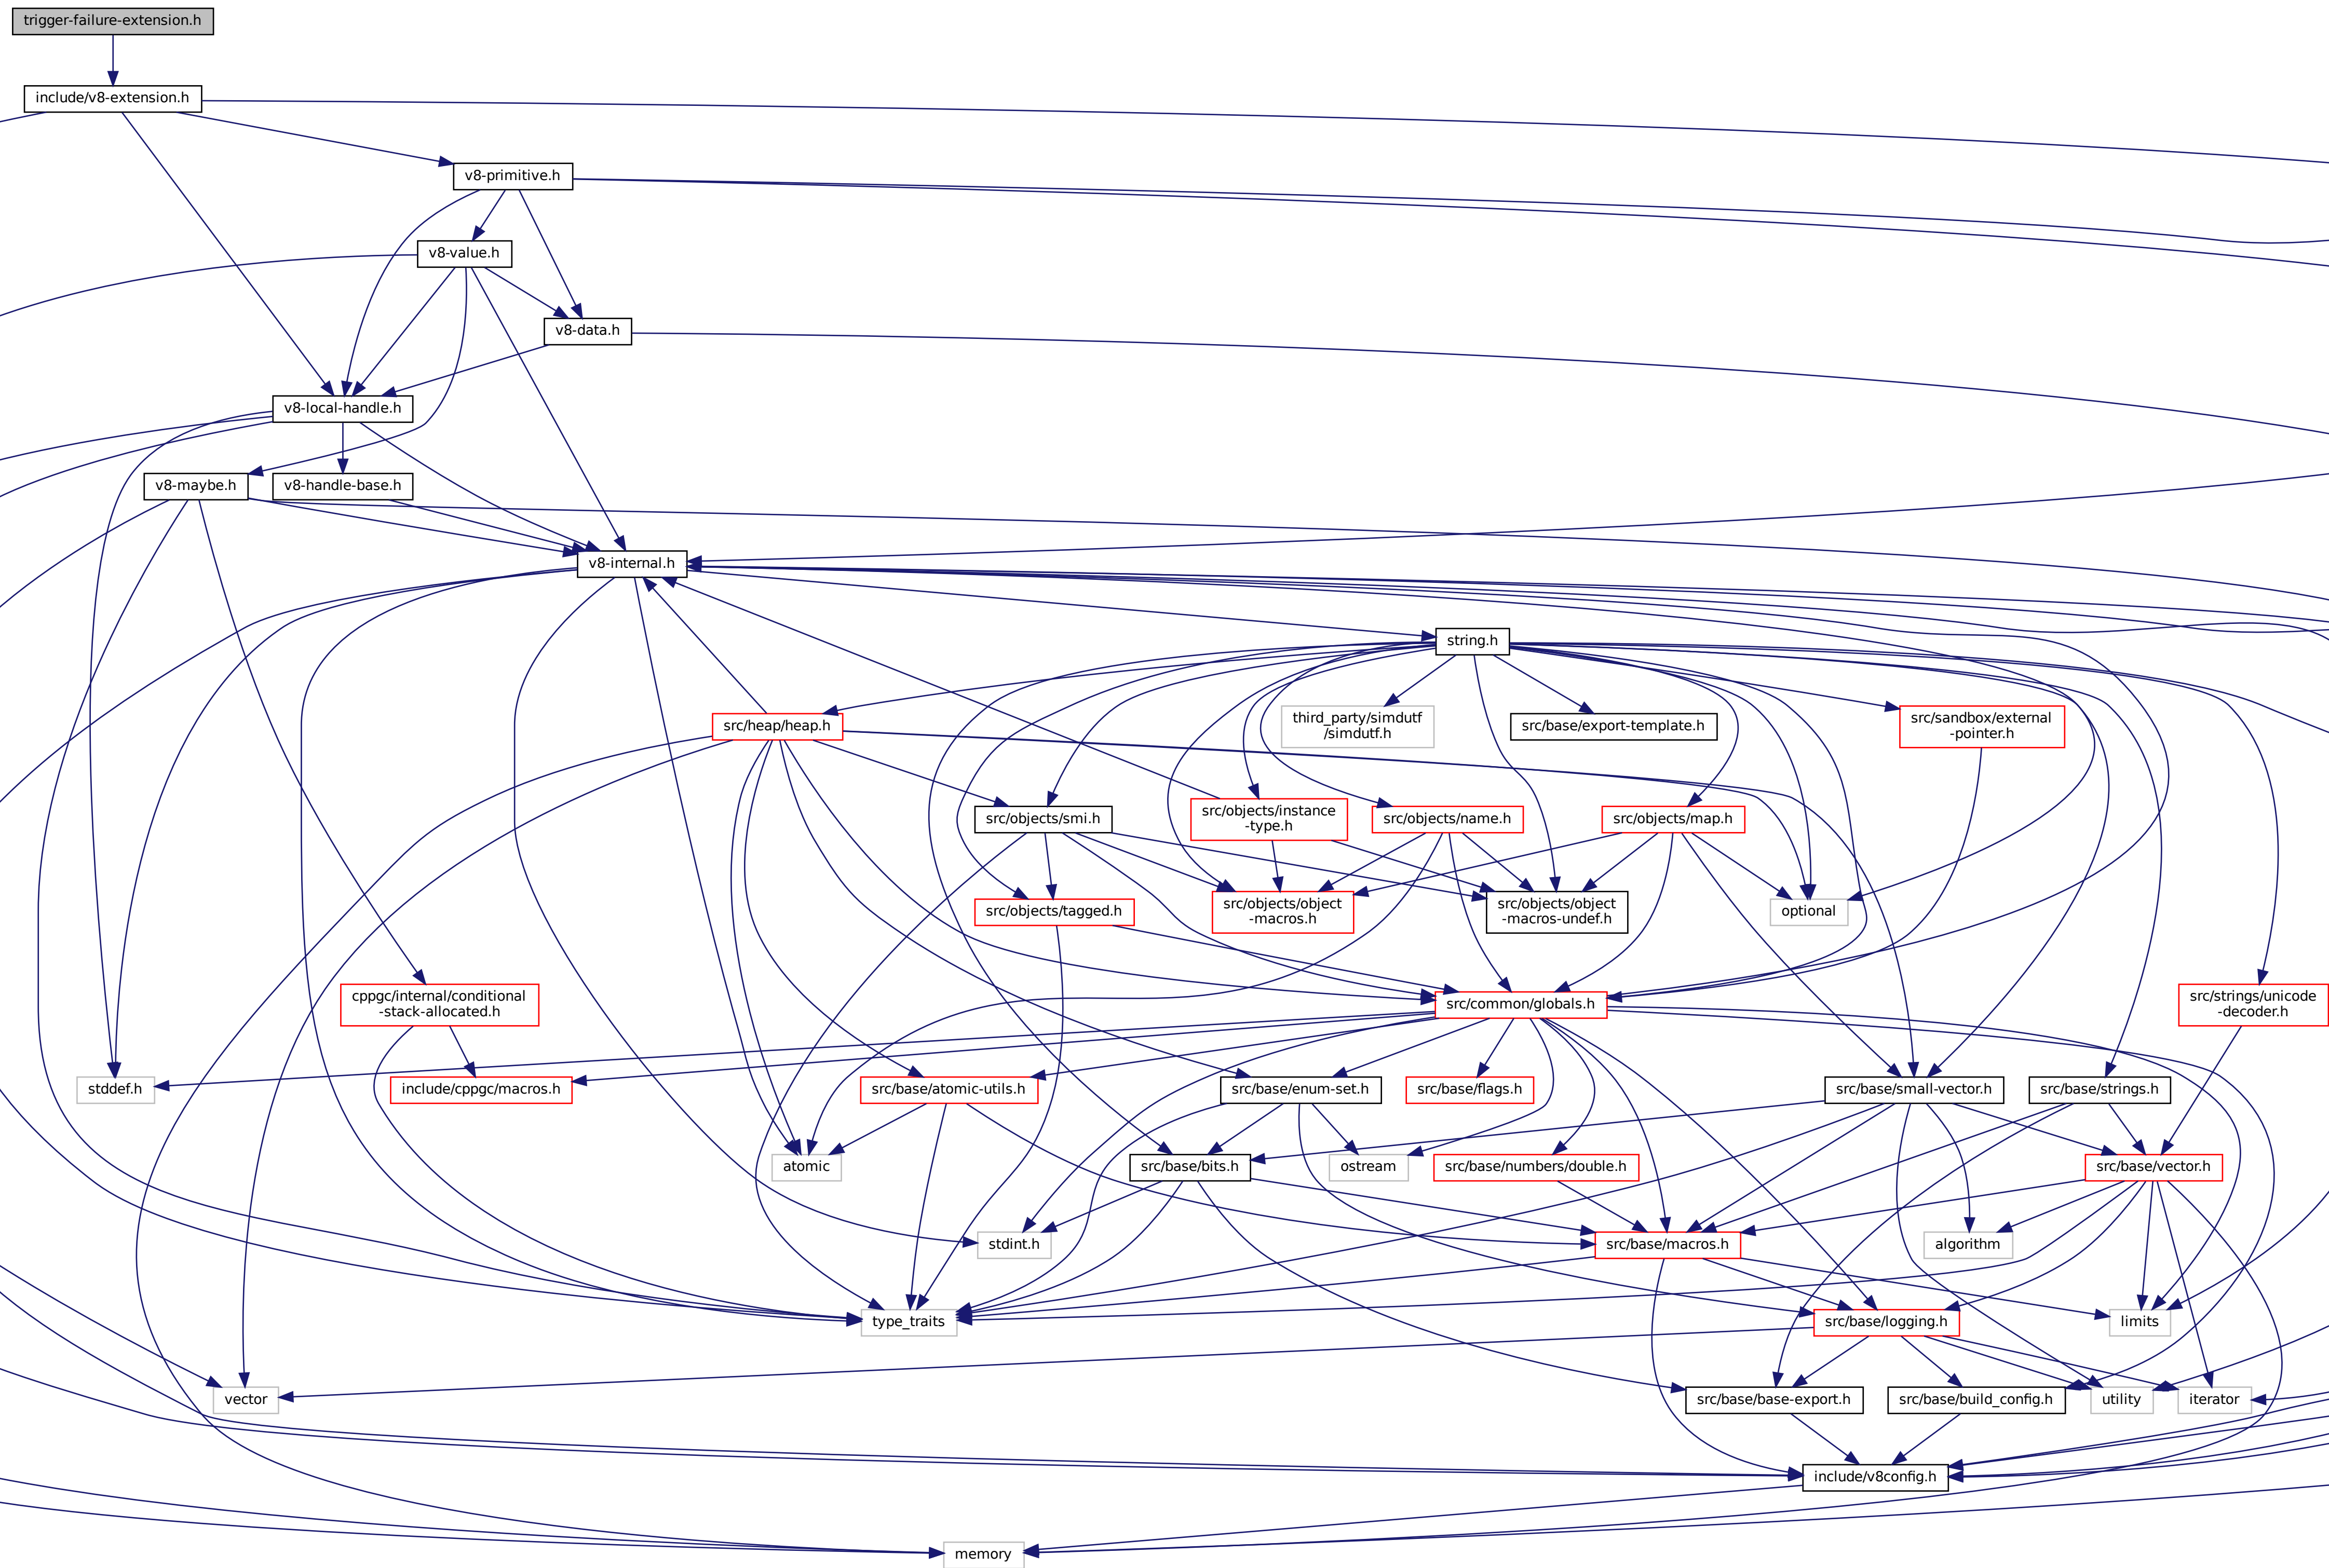 trigger-failure-extension.h
include/v8-extension.h
v8-primitive.h
v8-value.h
v8-data.h
v8-local-handle.h
v8-maybe.h
v8-handle-base.h
v8-internal.h
string.h
src/heap/heap.h
third_party/simdutf
/simdutf.h
src/base/export-template.h
src/sandbox/external
-pointer.h
src/objects/smi.h
src/objects/instance
-type.h
src/objects/name.h
src/objects/map.h
src/objects/tagged.h
src/objects/object
-macros.h
src/objects/object
-macros-undef.h
optional
cppgc/internal/conditional
-stack-allocated.h
src/common/globals.h
src/strings/unicode
-decoder.h
stddef.h
include/cppgc/macros.h
src/base/atomic-utils.h
src/base/enum-set.h
src/base/flags.h
src/base/small-vector.h
src/base/strings.h
atomic
src/base/bits.h
ostream
src/base/numbers/double.h
src/base/vector.h
stdint.h
src/base/macros.h
algorithm
type_traits
src/base/logging.h
limits
vector
src/base/base-export.h
src/base/build_config.h
utility
iterator
include/v8config.h
memory